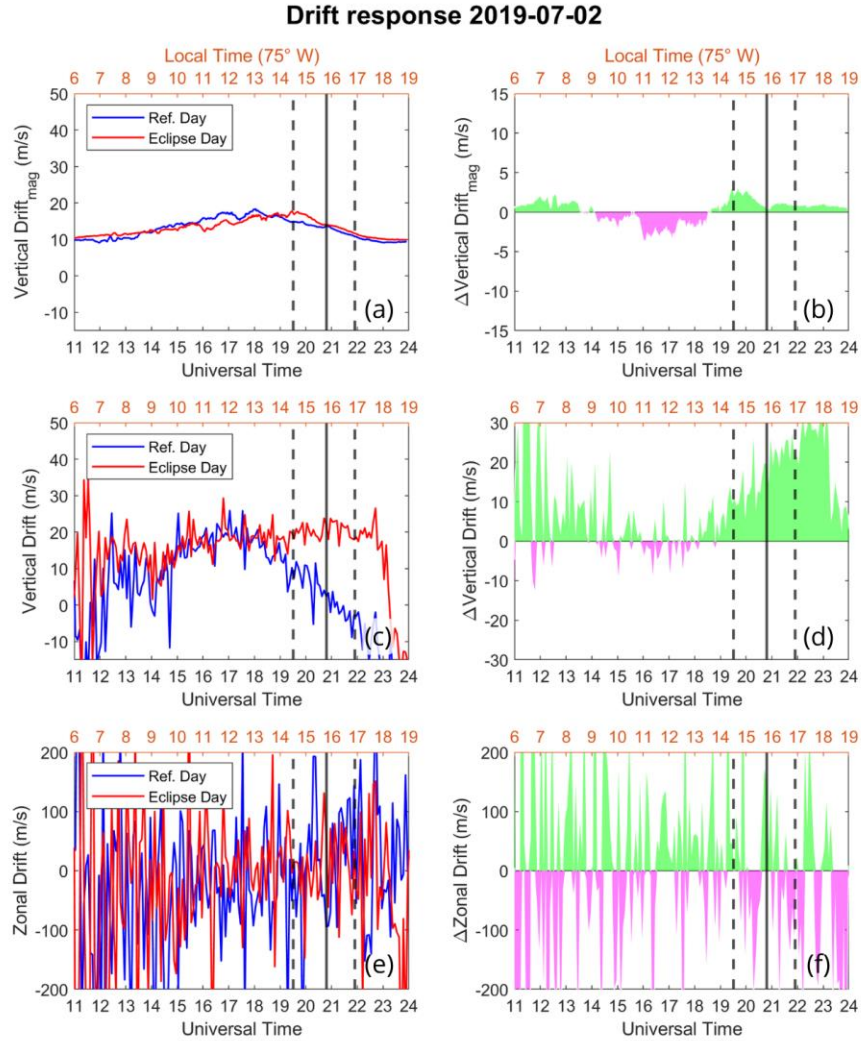 Drift response 2019-07-02
Local Time (75° W)
6 7 8 9 10 11 12 13 14 15 16 17 18 19
50
40
30
20
10
0
-10
Vertical Drift mag (m/s)
Ref. Day
Eclipse Day
(a)
11 12 13 14 15 16 17 18 19 20 21 22 23 24
Universal Time
Local Time (75° W)
6 7 8 9 10 11 12 13 14 15 16 17 18 19
15
10
5
0
-5
-10
-15
ΔVertical Drift mag (m/s)
(b)
11 12 13 14 15 16 17 18 19 20 21 22 23 24
Universal Time
6 7 8 9 10 11 12 13 14 15 16 17 18 19
50
40
30
20
10
0
-10
Vertical Drift (m/s)
Ref. Day
Eclipse Day
(c)
11 12 13 14 15 16 17 18 19 20 21 22 23 24
Universal Time
6 7 8 9 10 11 12 13 14 15 16 17 18 19
30
20
10
0
-10
-20
-30
ΔVertical Drift (m/s)
(d)
11 12 13 14 15 16 17 18 19 20 21 22 23 24
Universal Time
6 7 8 9 10 11 12 13 14 15 16 17 18 19
200
100
0
-100
-200
Zonal Drift (m/s)
Ref. Day
Eclipse Day
(e)
11 12 13 14 15 16 17 18 19 20 21 22 23 24
Universal Time
6 7 8 9 10 11 12 13 14 15 16 17 18 19
200
100
0
-100
-200
ΔZonal Drift (m/s)
(f)
11 12 13 14 15 16 17 18 19 20 21 22 23 24
Universal Time